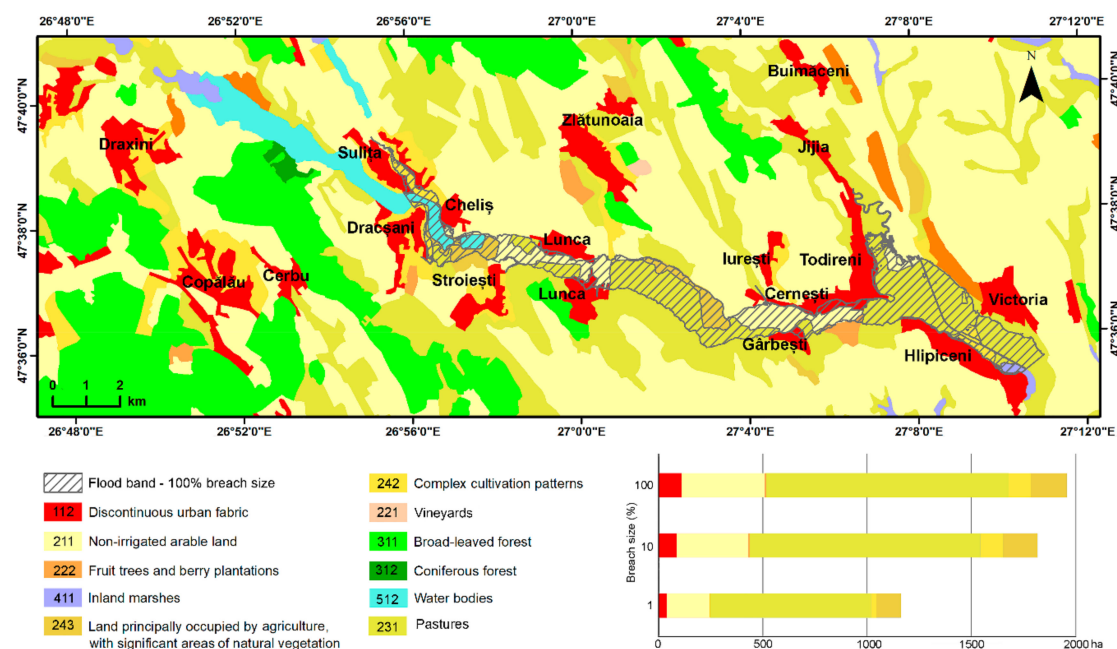 26°48'0"E 26°52'0"E 26°56'0"E 27°0'0"E 27°4'0"E 27°8'0"E 27°12'0"E
N
Buimăceni
47°40'0"N
47°40'0"N
Zlătunoaia
Draxini
Sulița
Jijia
47°38'0"N
47°38'0"N
Cheliș
Dracșani
Lunca
Iurești
Todireni
Copălău
Cerbu
Stroiești
Lunca
Cernești
Victoria
47°36'0"N
47°36'0"N
Gârbești
Hlipiceni
0 1 2
km
26°48'0"E 26°52'0"E 26°56'0"E 27°0'0"E 27°4'0"E 27°8'0"E 27°12'0"E
Flood band - 100% breach size
112 Discontinuous urban fabric
211 Non-irrigated arable land
222 Fruit trees and berry plantations
411 Inland marshes
243 Land principally occupied by agriculture,
with significant areas of natural vegetation
242 Complex cultivation patterns
221 Vineyards
311 Broad-leaved forest
312 Coniferous forest
512 Water bodies
231 Pastures
Breach size (%)
100
10
1
0 500 1000 1500 2000 ha